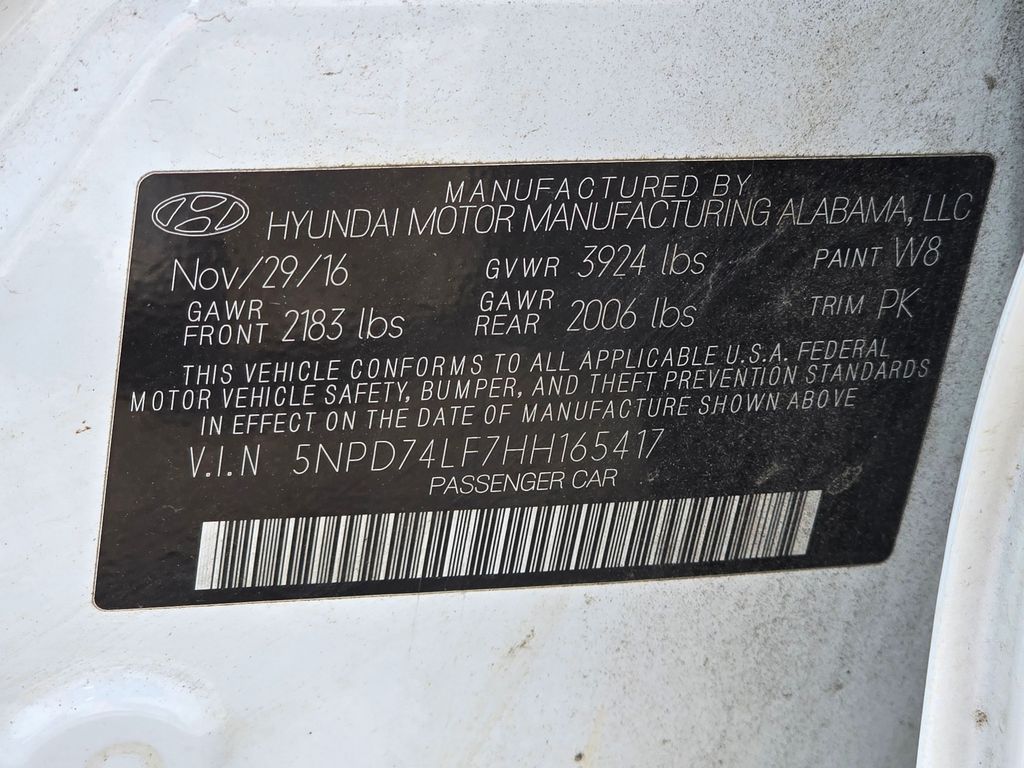 MANUFACTURED BY
HYUNDAI MOTOR MANUFACTURING ALABAMA, LLC
Nov/29/16 GVWR 3924 lbs PAINT W8
GAWR FRONT 2183 lbs GAWR REAR 2006 lbs TRIM PK
THIS VEHICLE CONFORMS TO ALL APPLICABLE U.S.A. FEDERAL
MOTOR VEHICLE SAFETY, BUMPER, AND THEFT PREVENTION STANDARDS
IN EFFECT ON THE DATE OF MANUFACTURE SHOWN ABOVE
V.I.N 5NPD74LF7HH165417
PASSENGER CAR